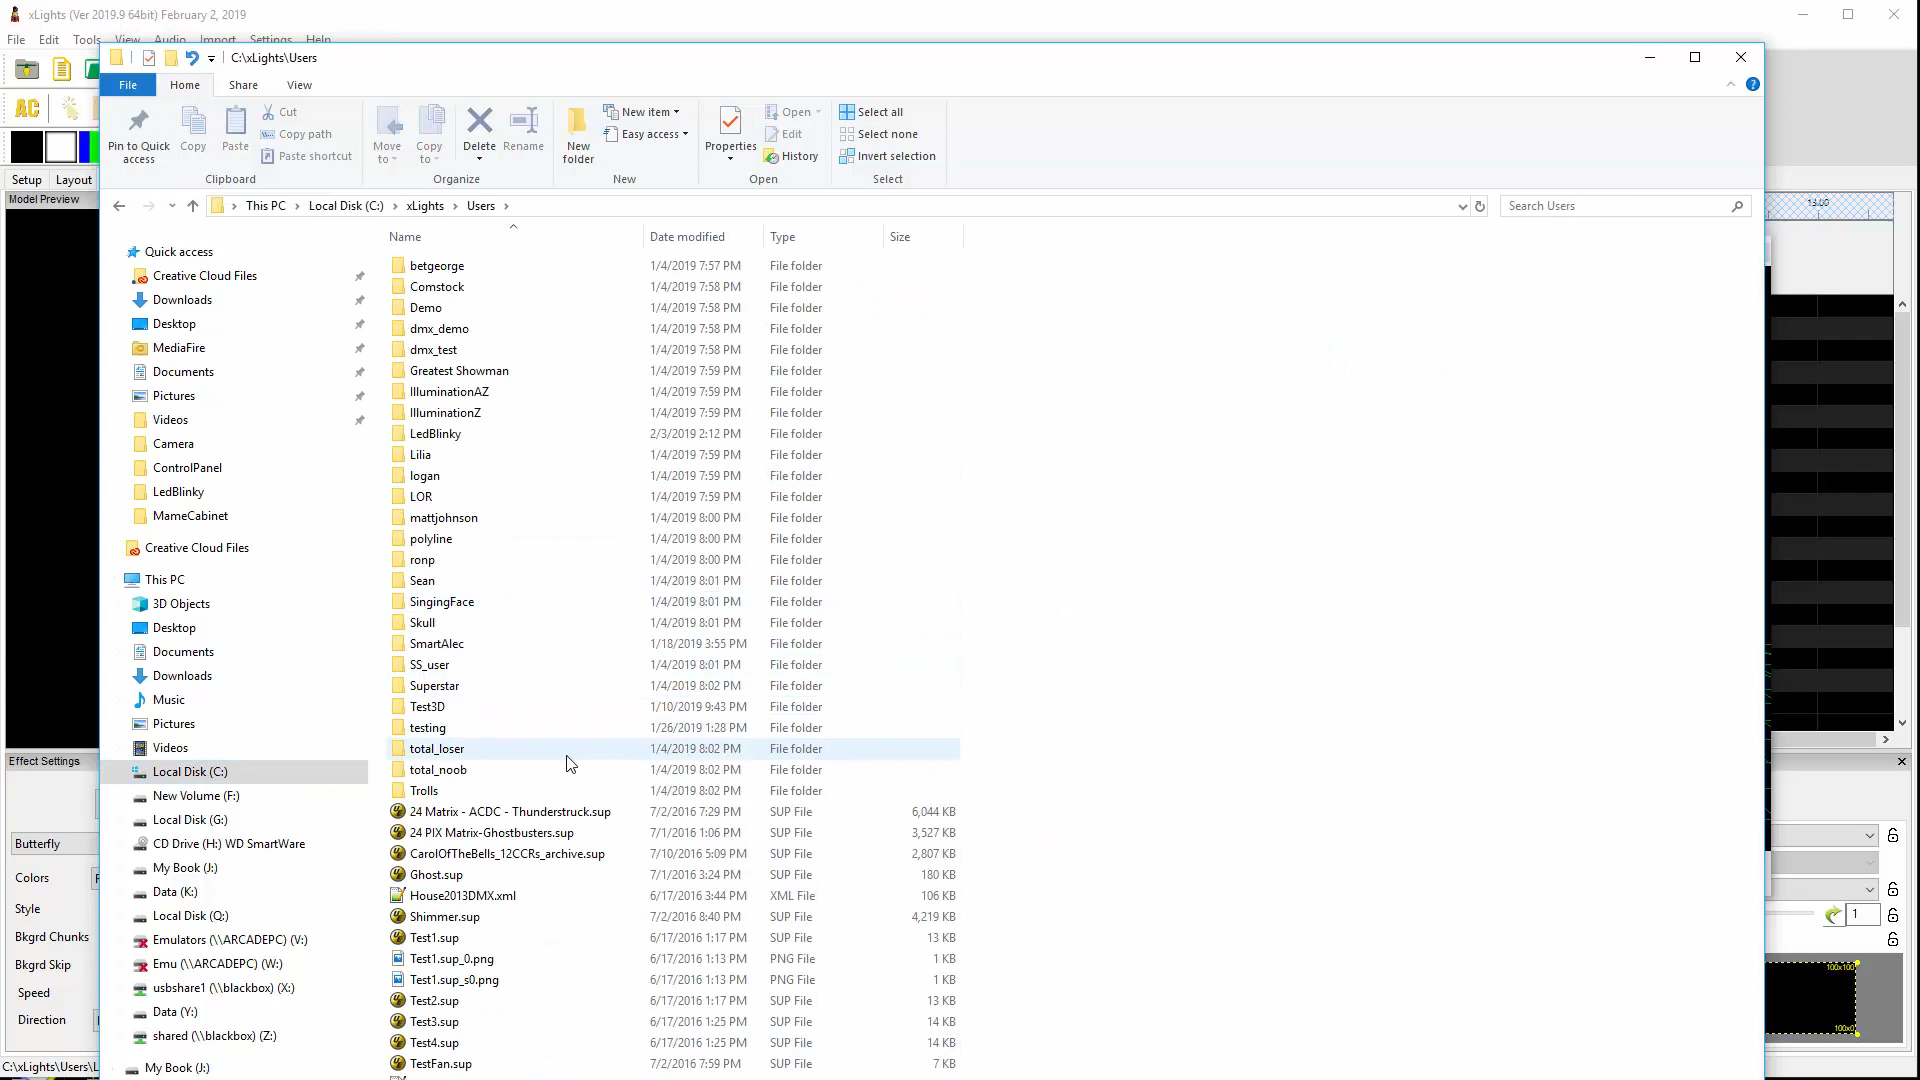 xLights (Ver 2019.9 64bit) February 2, 2019
File Edit Tools View Audio Import Settings Help
C:\xLights\Users
File Home Share View
AC
Pin to Quick access
Copy
Paste
Cut
Copy path
Paste shortcut
Clipboard
Move to
Copy to
Delete
Rename
Organize
New folder
New item
Easy access
New
Properties
Open
Edit
History
Open
Select all
Select none
Invert selection
Select
Setup Layout
Model Preview
This PC > Local Disk (C:) > xLights > Users >
Search Users
13.00
Name Date modified Type Size
Quick access
Creative Cloud Files
Downloads
Desktop
MediaFire
Documents
Pictures
Videos
Camera
ControlPanel
LedBlinky
MameCabinet
Creative Cloud Files
This PC
3D Objects
Desktop
Documents
Downloads
Music
Pictures
Videos
Local Disk (C:)
New Volume (F:)
Local Disk (G:)
CD Drive (H:) WD SmartWare
My Book (J:)
Data (K:)
Local Disk (Q:)
Emulators (\\ARCADEPC) (V:)
Emu (\\ARCADEPC) (W:)
usbshare1 (\\blackbox) (X:)
Data (Y:)
shared (\\blackbox) (Z:)
My Book (J:)
betgeorge 1/4/2019 7:57 PM File folder
Comstock 1/4/2019 7:58 PM File folder
Demo 1/4/2019 7:58 PM File folder
dmx_demo 1/4/2019 7:58 PM File folder
dmx_test 1/4/2019 7:58 PM File folder
Greatest Showman 1/4/2019 7:59 PM File folder
IlluminationAZ 1/4/2019 7:59 PM File folder
IlluminationZ 1/4/2019 7:59 PM File folder
LedBlinky 2/3/2019 2:12 PM File folder
Lilia 1/4/2019 7:59 PM File folder
logan 1/4/2019 7:59 PM File folder
LOR 1/4/2019 7:59 PM File folder
mattjohnson 1/4/2019 8:00 PM File folder
polyline 1/4/2019 8:00 PM File folder
ronp 1/4/2019 8:00 PM File folder
Sean 1/4/2019 8:01 PM File folder
SingingFace 1/4/2019 8:01 PM File folder
Skull 1/4/2019 8:01 PM File folder
SmartAlec 1/18/2019 3:55 PM File folder
SS_user 1/4/2019 8:01 PM File folder
Superstar 1/4/2019 8:02 PM File folder
Test3D 1/10/2019 9:43 PM File folder
testing 1/26/2019 1:28 PM File folder
total_loser 1/4/2019 8:02 PM File folder
total_noob 1/4/2019 8:02 PM File folder
Trolls 1/4/2019 8:02 PM File folder
24 Matrix - ACDC - Thunderstruck.sup 7/2/2016 7:29 PM SUP File 6,044 KB
24 PIX Matrix-Ghostbusters.sup 7/1/2016 1:06 PM SUP File 3,527 KB
CarolOfTheBells_12CCRs_archive.sup 7/10/2016 5:09 PM SUP File 2,807 KB
Ghost.sup 7/1/2016 3:24 PM SUP File 180 KB
House2013DMX.xml 6/17/2016 3:44 PM XML File 106 KB
Shimmer.sup 7/2/2016 8:40 PM SUP File 4,219 KB
Test1.sup 6/17/2016 1:17 PM SUP File 13 KB
Test1.sup_0.png 6/17/2016 1:13 PM PNG File 1 KB
Test1.sup_s0.png 6/17/2016 1:13 PM PNG File 1 KB
Test2.sup 6/17/2016 1:17 PM SUP File 13 KB
Test3.sup 6/17/2016 1:25 PM SUP File 14 KB
Test4.sup 6/17/2016 1:25 PM SUP File 14 KB
TestFan.sup 7/2/2016 7:59 PM SUP File 7 KB
Effect Settings
Butterfly
Colors
Style
Bkgrd Chunks
Bkgrd Skip
Speed
Direction
C:\xLights\Users\L
1
100x100
100x0